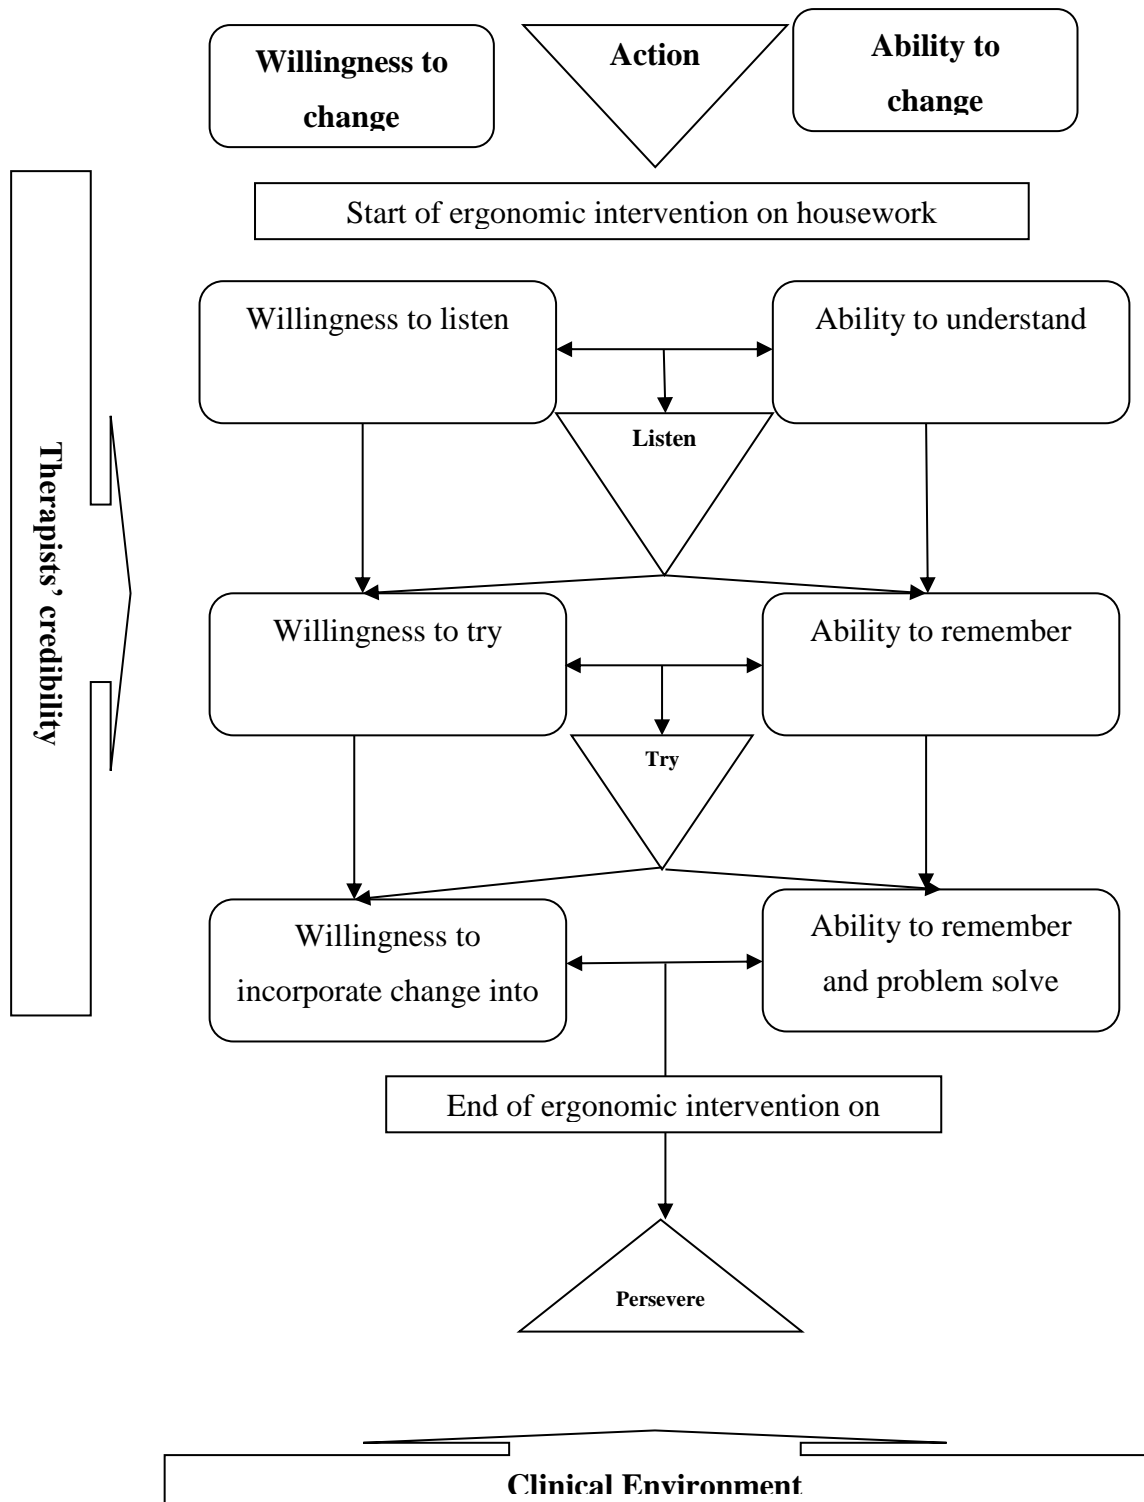 Willingness to
change
Action
Ability to
change
Start of ergonomic intervention on housework
Willingness to listen
Ability to understand
Listen
Therapists’ credibility
Willingness to try
Ability to remember
Try
Willingness to
incorporate change into
Ability to remember
and problem solve
End of ergonomic intervention on
Persevere
Clinical Environment